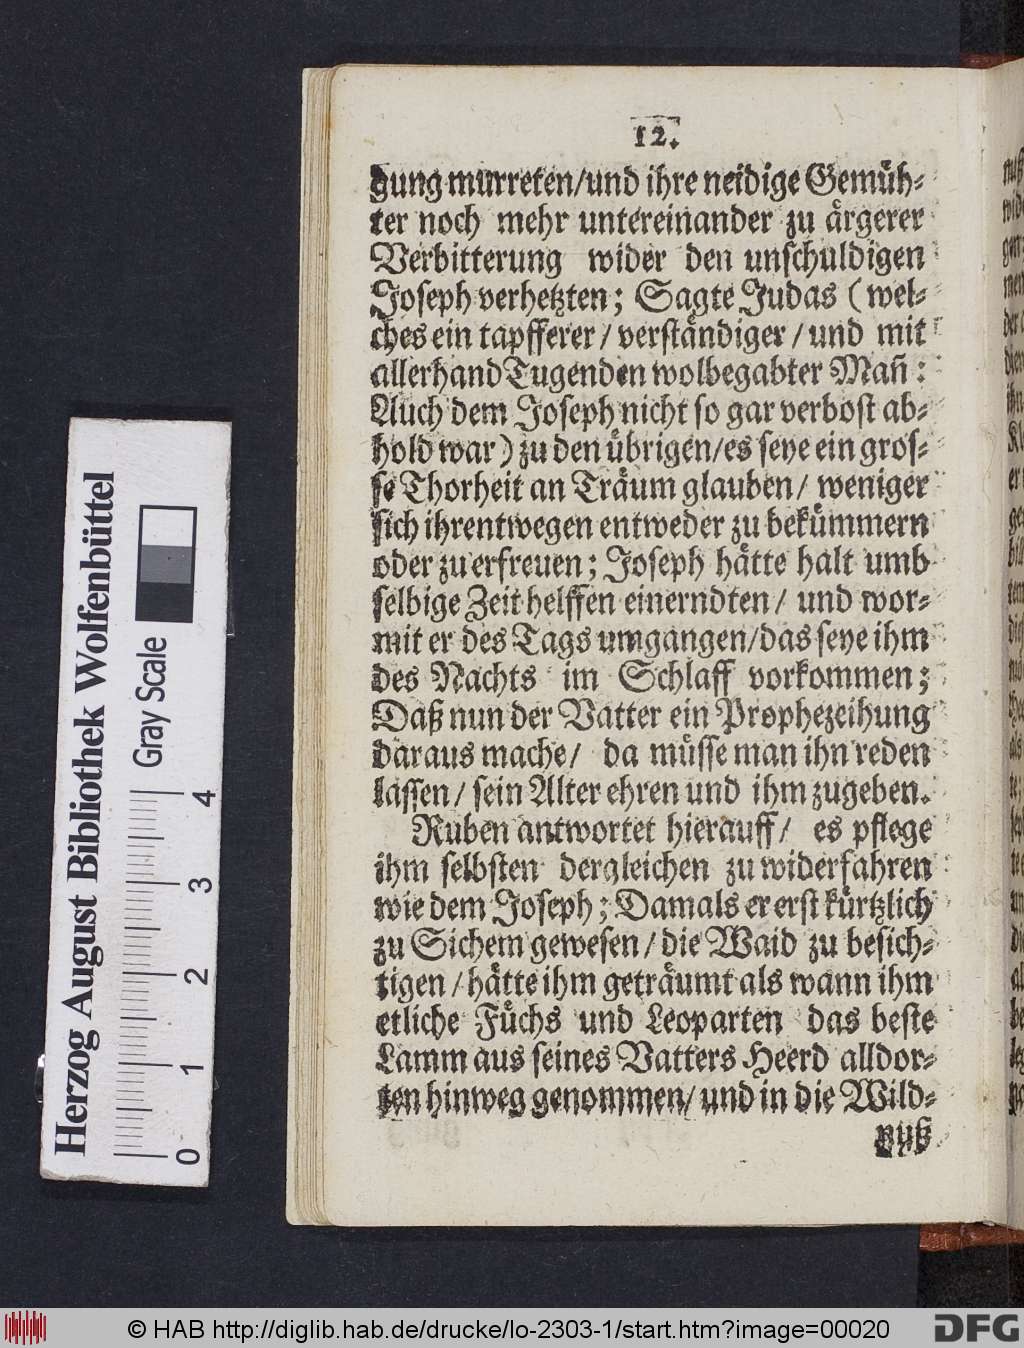 12.
gung murreten/und ihre neidige Gemüh-
ter noch mehr untereinander zu ärgerer
Verbitterung wider den unschuldigen
Joseph verhetzten; Sagte Judas (wel-
ches ein tapfferer/ verständiger/ und mit
allerhand Tugenden wolbegabter Mañ:
Auch dem Joseph nicht so gar verbost ab-
hold war) zu den übrigen/es seye ein gros-
se Thorheit an Träum glauben/ weniger
sich ihrentwegen entweder zu bekümmern
oder zu erfreuen; Joseph hätte halt umb
selbige Zeit helffen einerndten/ und wor-
mit er des Tags umgangen/das seye ihm
des Nachts im Schlaff vorkommen;
Daß nun der Vatter ein Prophezeihung
daraus mache/ da müsse man ihn reden
lassen/ sein Alter ehren und ihm zugeben.
Ruben antwortet hierauff/ es pflege
ihm selbsten dergleichen zu widerfahren
wie dem Joseph; Damals er erst kürtzlich
zu Sichem gewesen/ die Waid zu besich-
tigen/ hätte ihm geträumt als wann ihm
etliche Füchs und Leoparten das beste
Lamm aus seines Vatters Heerd alldor-
ten hinweg genommen/ und in die Wild-
nuß
Herzog August Bibliothek Wolfenbüttel
Gray Scale
0 1 2 3 4
© HAB http://diglib.hab.de/drucke/lo-2303-1/start.htm?image=00020
DFG